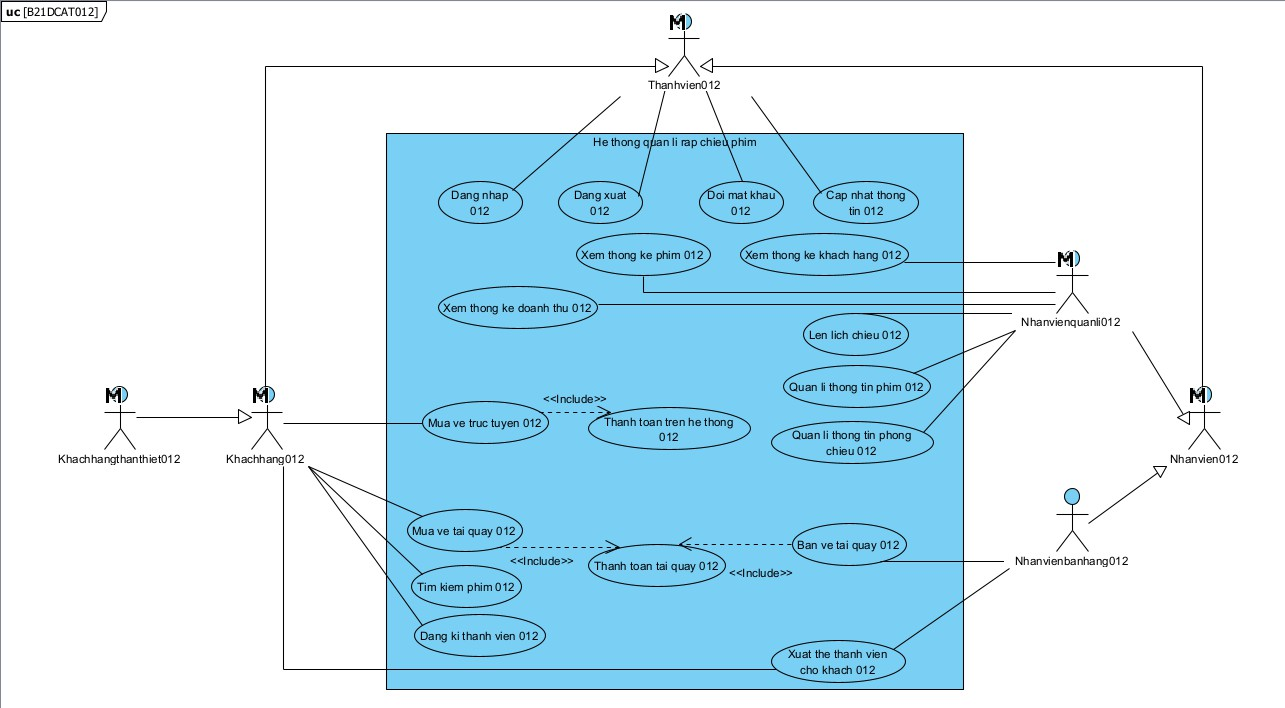 uc [B21DCAT012]
Thanhvien012
He thong quan li rap chieu phim
Dang nhap
012
Dang xuat
012
Doi mat khau
012
Cap nhat thong
tin 012
Xem thong ke phim 012
Xem thong ke khach hang 012
Xem thong ke doanh thu 012
Nhanvienquanli012
Len lich chieu 012
Quan li thong tin phim 012
<<Include>>
Mua ve truc tuyen 012
Thanh toan tren he thong
012
Quan li thong tin phong
chieu 012
Khachhangthanthiet012
Khachhang012
Nhanvien012
Mua ve tai quay 012
Ban ve tai quay 012
<<Include>>
Thanh toan tai quay 012
<<Include>>
Nhanvienbanhang012
Tim kiem phim 012
Dang ki thanh vien 012
Xuat the thanh vien
cho khach 012